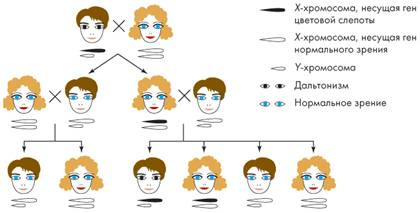 X-хромосома, несущая ген
цветовой слепоты
X-хромосома, несущая ген
нормального зрения
Y-хромосома
Дальтонизм
Нормальное зрение